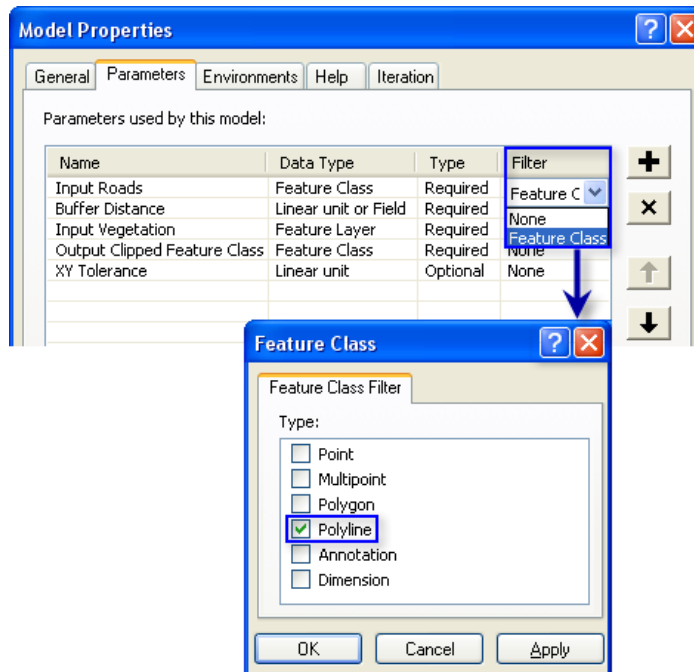 Model Properties
General Parameters Environments Help Iteration
Parameters used by this model:
Name Data Type Type Filter
Input Roads Feature Class Required Feature C
Buffer Distance Linear unit or Field Required None
Input Vegetation Feature Layer Required Feature Class
Output Clipped Feature Class Feature Class Required None
XY Tolerance Linear unit Optional None
Feature Class
Feature Class Filter
Type:
Point
Multipoint
Polygon
Polyline
Annotation
Dimension
OK Cancel Apply